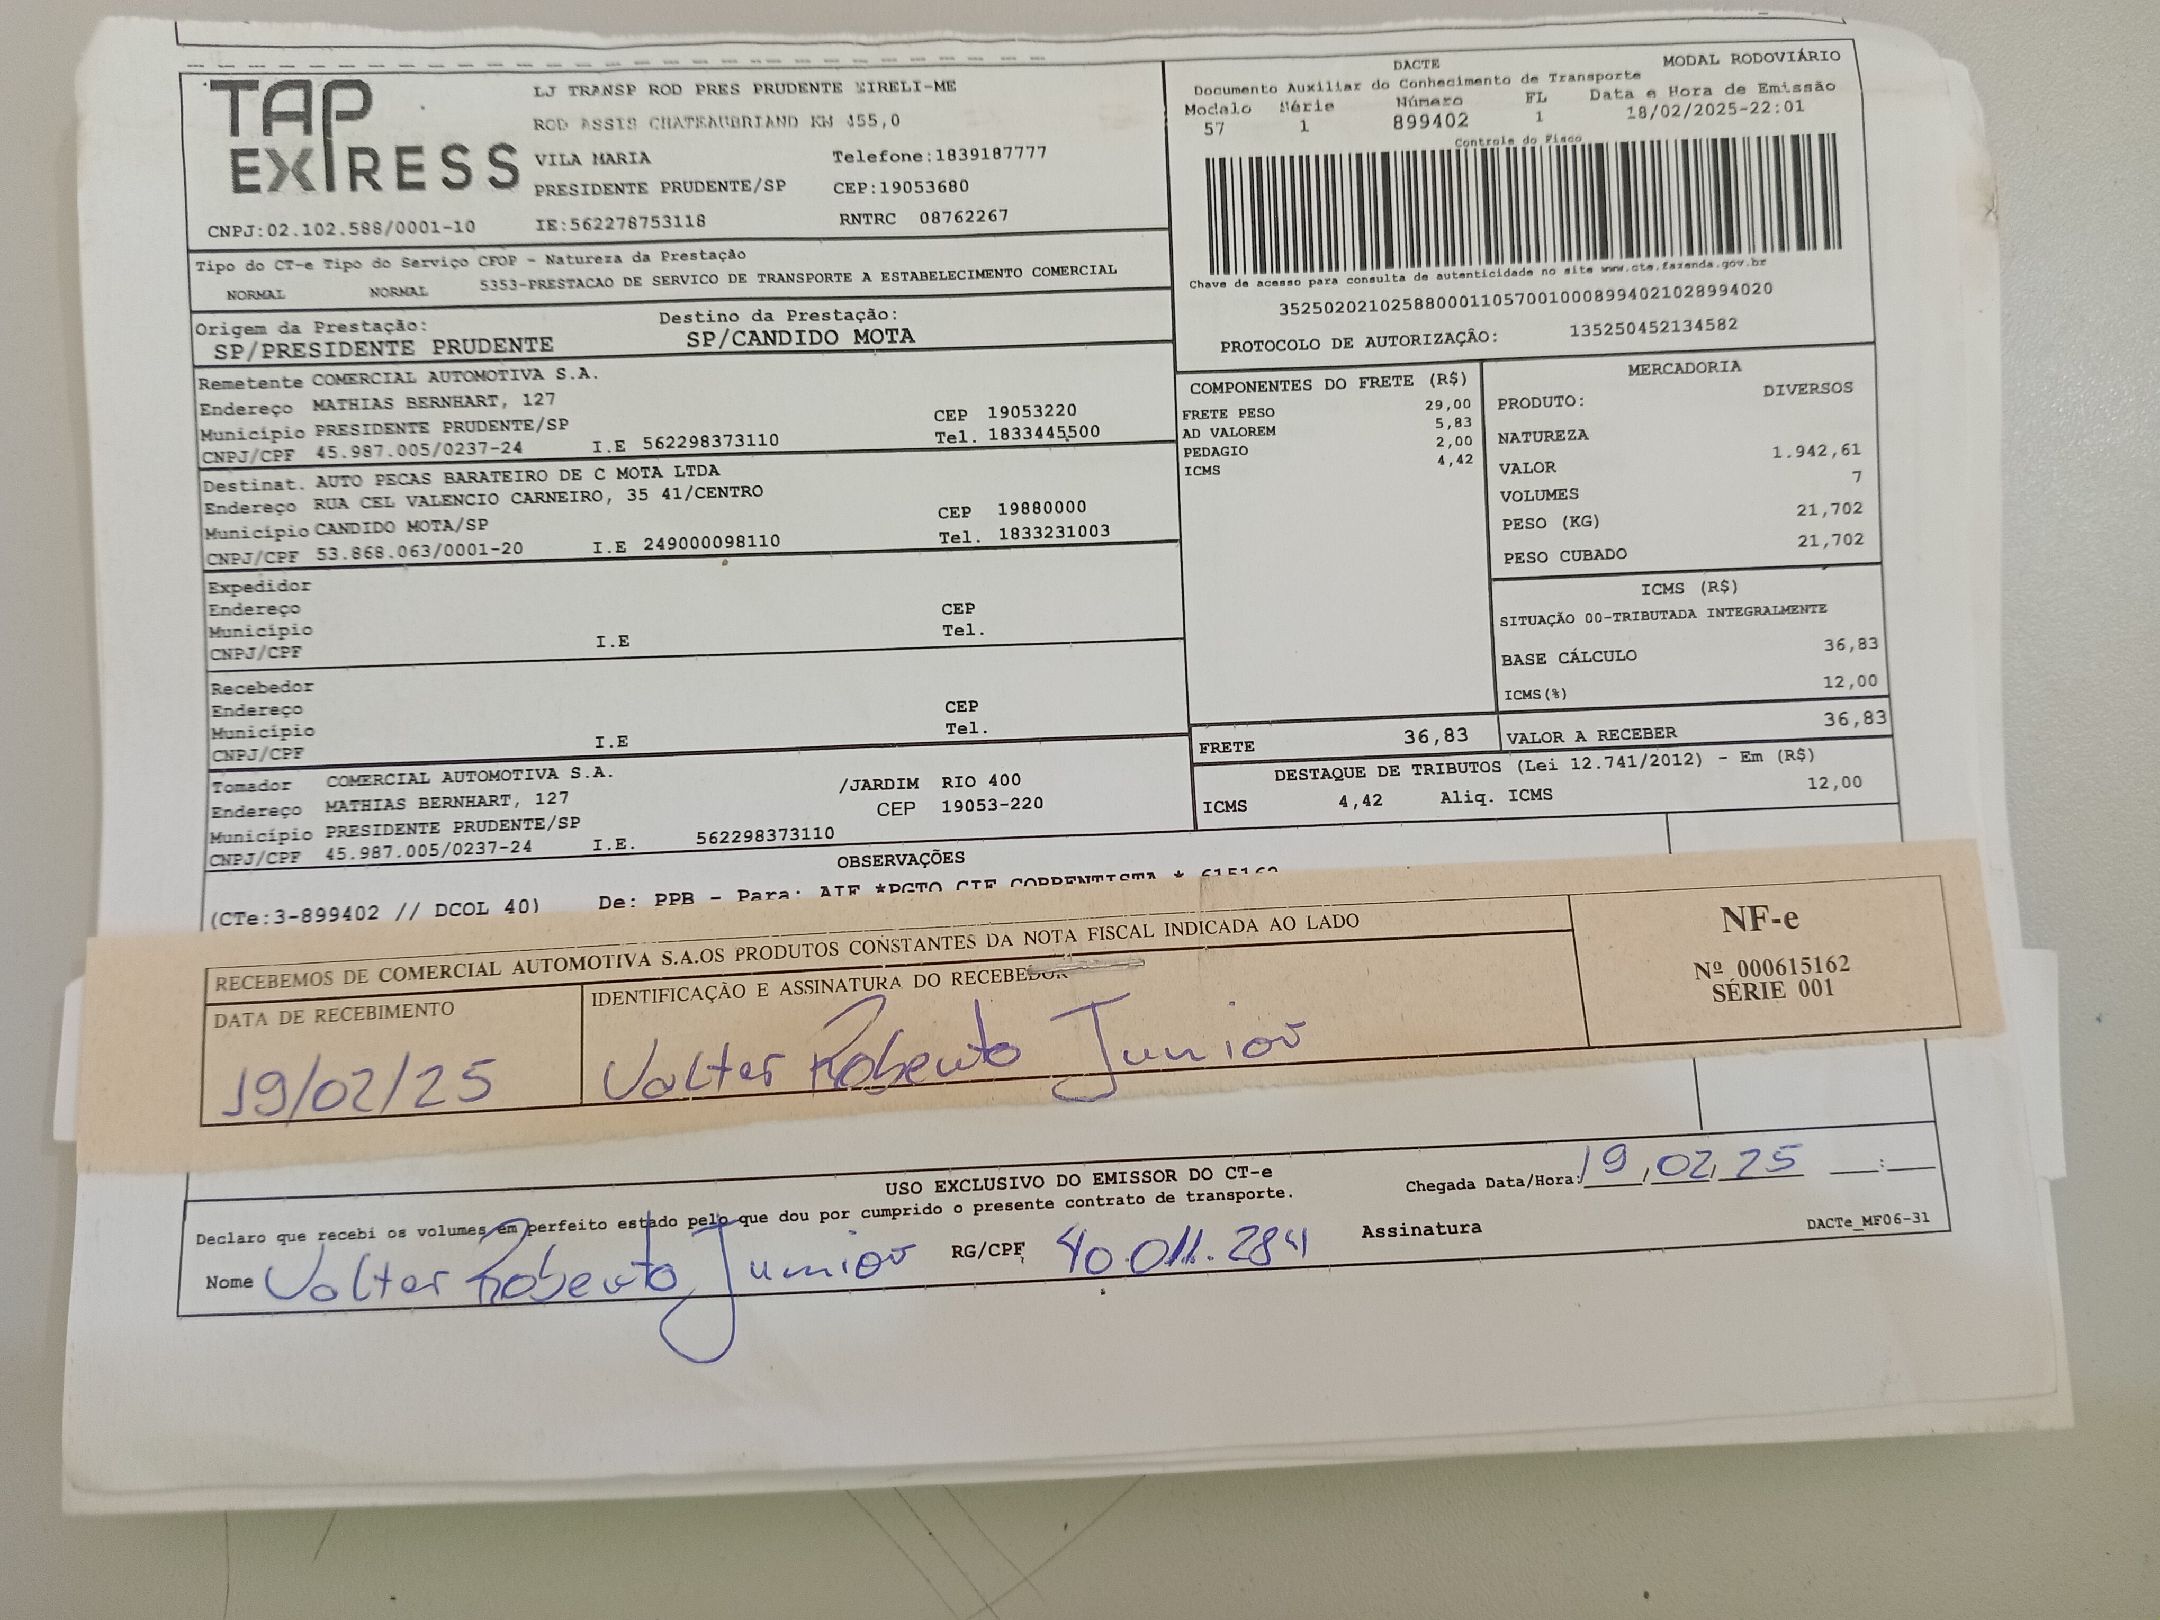 TAP EXPRESS
LJ TRANSP ROD PRES PRUDENTE EIRELI-ME
ROD ASSIS CHATEAUBRIAND KM 455,0
VILA MARIA Telefone:1839187777
PRESIDENTE PRUDENTE/SP CEP:19053680
CNPJ:02.102.588/0001-10 IE:562278753118 RNTRC 08762267
DACTE MODAL RODOVIÁRIO
Documento Auxiliar do Conhecimento de Transporte
Modalo Série Número FL Data e Hora de Emissão
57 1 899402 1 18/02/2025-22:01
Controle do Fisco
Chave de acesso para consulta de autenticidade no site www.cte.fazenda.gov.br
35250202102588000110570010008994021028994020
PROTOCOLO DE AUTORIZAÇÃO: 135250452134582
Tipo do CT-e Tipo do Serviço CFOP - Natureza da Prestação
NORMAL NORMAL 5353-PRESTACAO DE SERVICO DE TRANSPORTE A ESTABELECIMENTO COMERCIAL
Origem da Prestação: Destino da Prestação:
SP/PRESIDENTE PRUDENTE SP/CANDIDO MOTA
Remetente COMERCIAL AUTOMOTIVA S.A.
Endereço MATHIAS BERNHART, 127 CEP 19053220
Município PRESIDENTE PRUDENTE/SP Tel. 1833445500
CNPJ/CPF 45.987.005/0237-24 I.E 562298373110
Destinat. AUTO PECAS BARATEIRO DE C MOTA LTDA
Endereço RUA CEL VALENCIO CARNEIRO, 35 41/CENTRO
Município CANDIDO MOTA/SP CEP 19880000
CNPJ/CPF 53.868.063/0001-20 I.E 249000098110 Tel. 1833231003
Expedidor
Endereço CEP
Município Tel.
CNPJ/CPF I.E
Recebedor
Endereço CEP
Município Tel.
CNPJ/CPF I.E
Tomador COMERCIAL AUTOMOTIVA S.A. /JARDIM RIO 400
Endereço MATHIAS BERNHART, 127 CEP 19053-220
Município PRESIDENTE PRUDENTE/SP
CNPJ/CPF 45.987.005/0237-24 I.E. 562298373110
COMPONENTES DO FRETE (R$)
FRETE PESO 29,00
AD VALOREM 5,83
PEDAGIO 2,00
ICMS 4,42
MERCADORIA
PRODUTO: DIVERSOS
NATUREZA
VALOR 1.942,61
VOLUMES 7
PESO (KG) 21,702
PESO CUBADO 21,702
ICMS (R$)
SITUAÇÃO 00-TRIBUTADA INTEGRALMENTE
BASE CÁLCULO 36,83
ICMS(%) 12,00
FRETE 36,83 VALOR A RECEBER 36,83
DESTAQUE DE TRIBUTOS (Lei 12.741/2012) - Em (R$)
ICMS 4,42 Aliq. ICMS 12,00
OBSERVAÇÕES
(CTe:3-899402 // DCOL 40) De: PPB - Para: AIF *PGTO CIF CORRENTISTA * 615162
RECEBEMOS DE COMERCIAL AUTOMOTIVA S.A.OS PRODUTOS CONSTANTES DA NOTA FISCAL INDICADA AO LADO
DATA DE RECEBIMENTO IDENTIFICAÇÃO E ASSINATURA DO RECEBEDOR
19/02/25 Valter Roberto Junior
NF-e
Nº 000615162
SÉRIE 001
USO EXCLUSIVO DO EMISSOR DO CT-e
Declaro que recebi os volumes em perfeito estado pelo que dou por cumprido o presente contrato de transporte.
Chegada Data/Hora: 19/02/25 __:__
Nome Valter Roberto Junior RG/CPF 40.011.284 Assinatura
DACTe_MF06-31